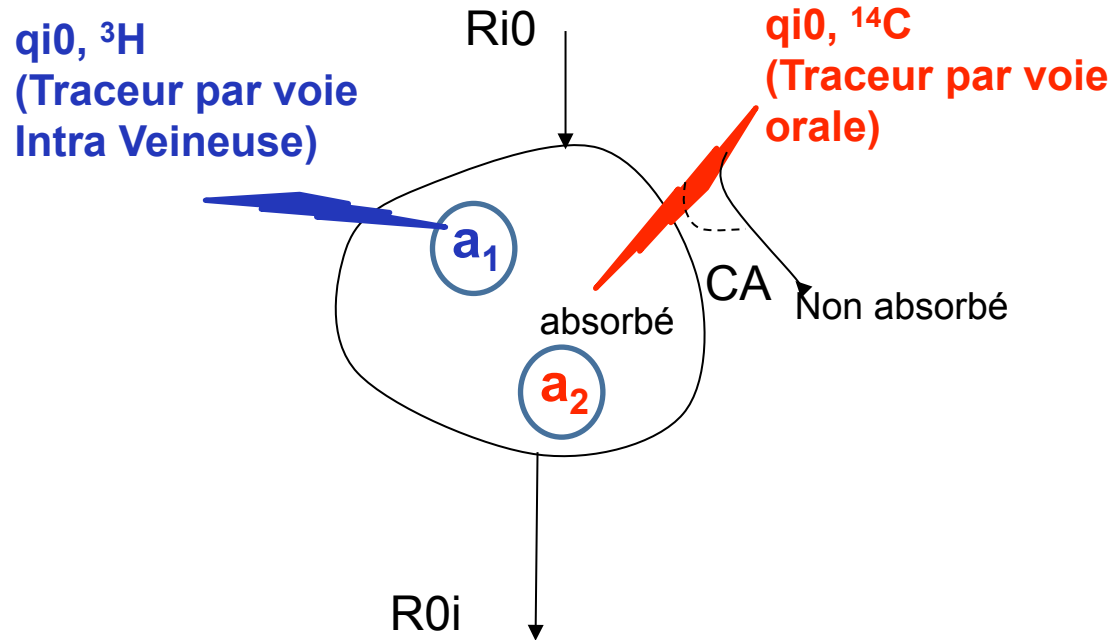 qi0, ³H
(Traceur par voie
Intra Veineuse)
Ri0
qi0, ¹⁴C
(Traceur par voie
orale)
a₁
CA
Non absorbé
absorbé
a₂
R0i